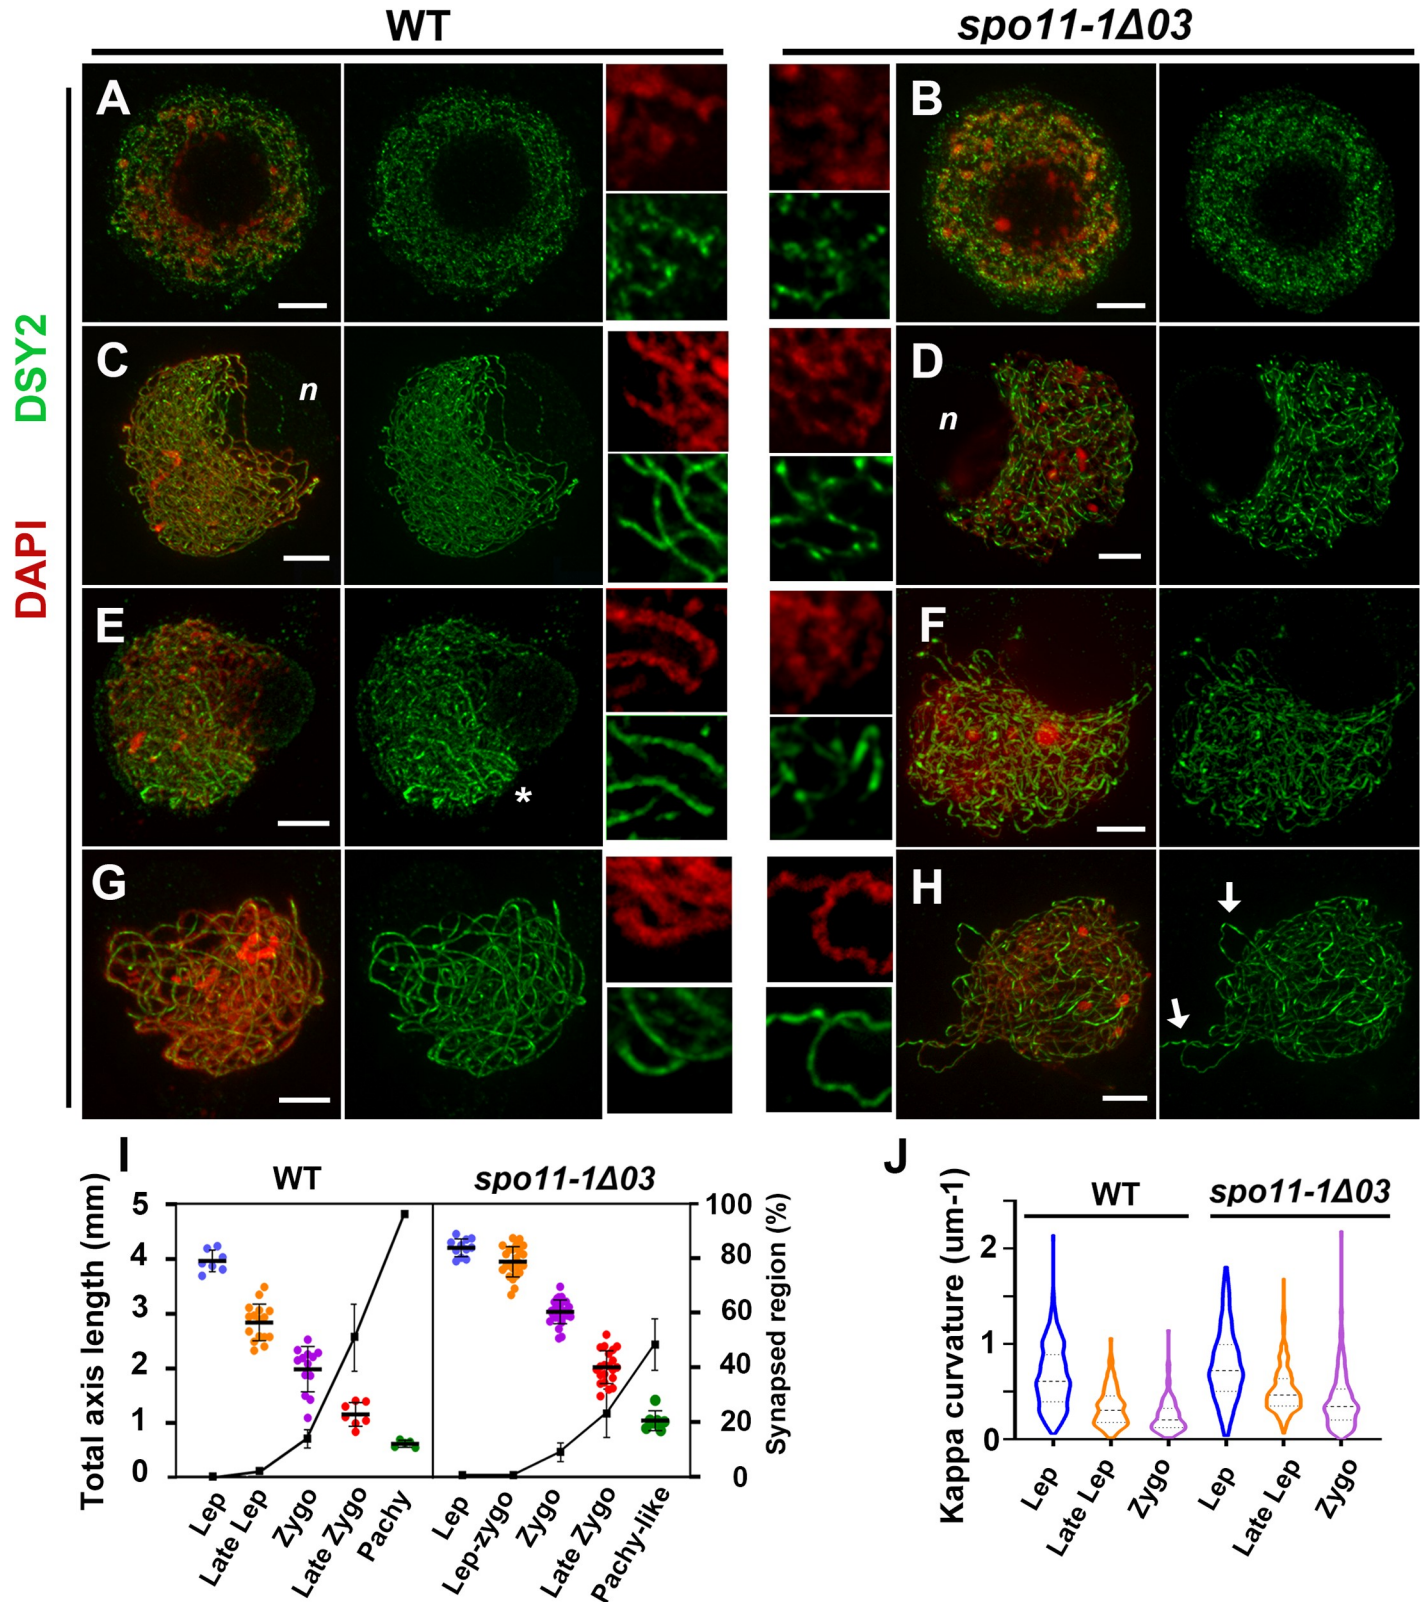 WT
spo11-1Δ03
DSY2
DAPI
A
B
C
n
D
n
E
*
F
G
H
I
WT
spo11-1Δ03
Total axis length (mm)
5
4
3
2
1
0
100
80
60
40
20
0
Synapsed region (%)
Lep
Late Lep
Zygo
Late Zygo
Pachy
Lep
Lep-zygo
Zygo
Late Zygo
Pachy-like
J
WT
spo11-1Δ03
Kappa curvature (um-1)
2
1
0
Lep
Late Lep
Zygo
Lep
Late Lep
Zygo